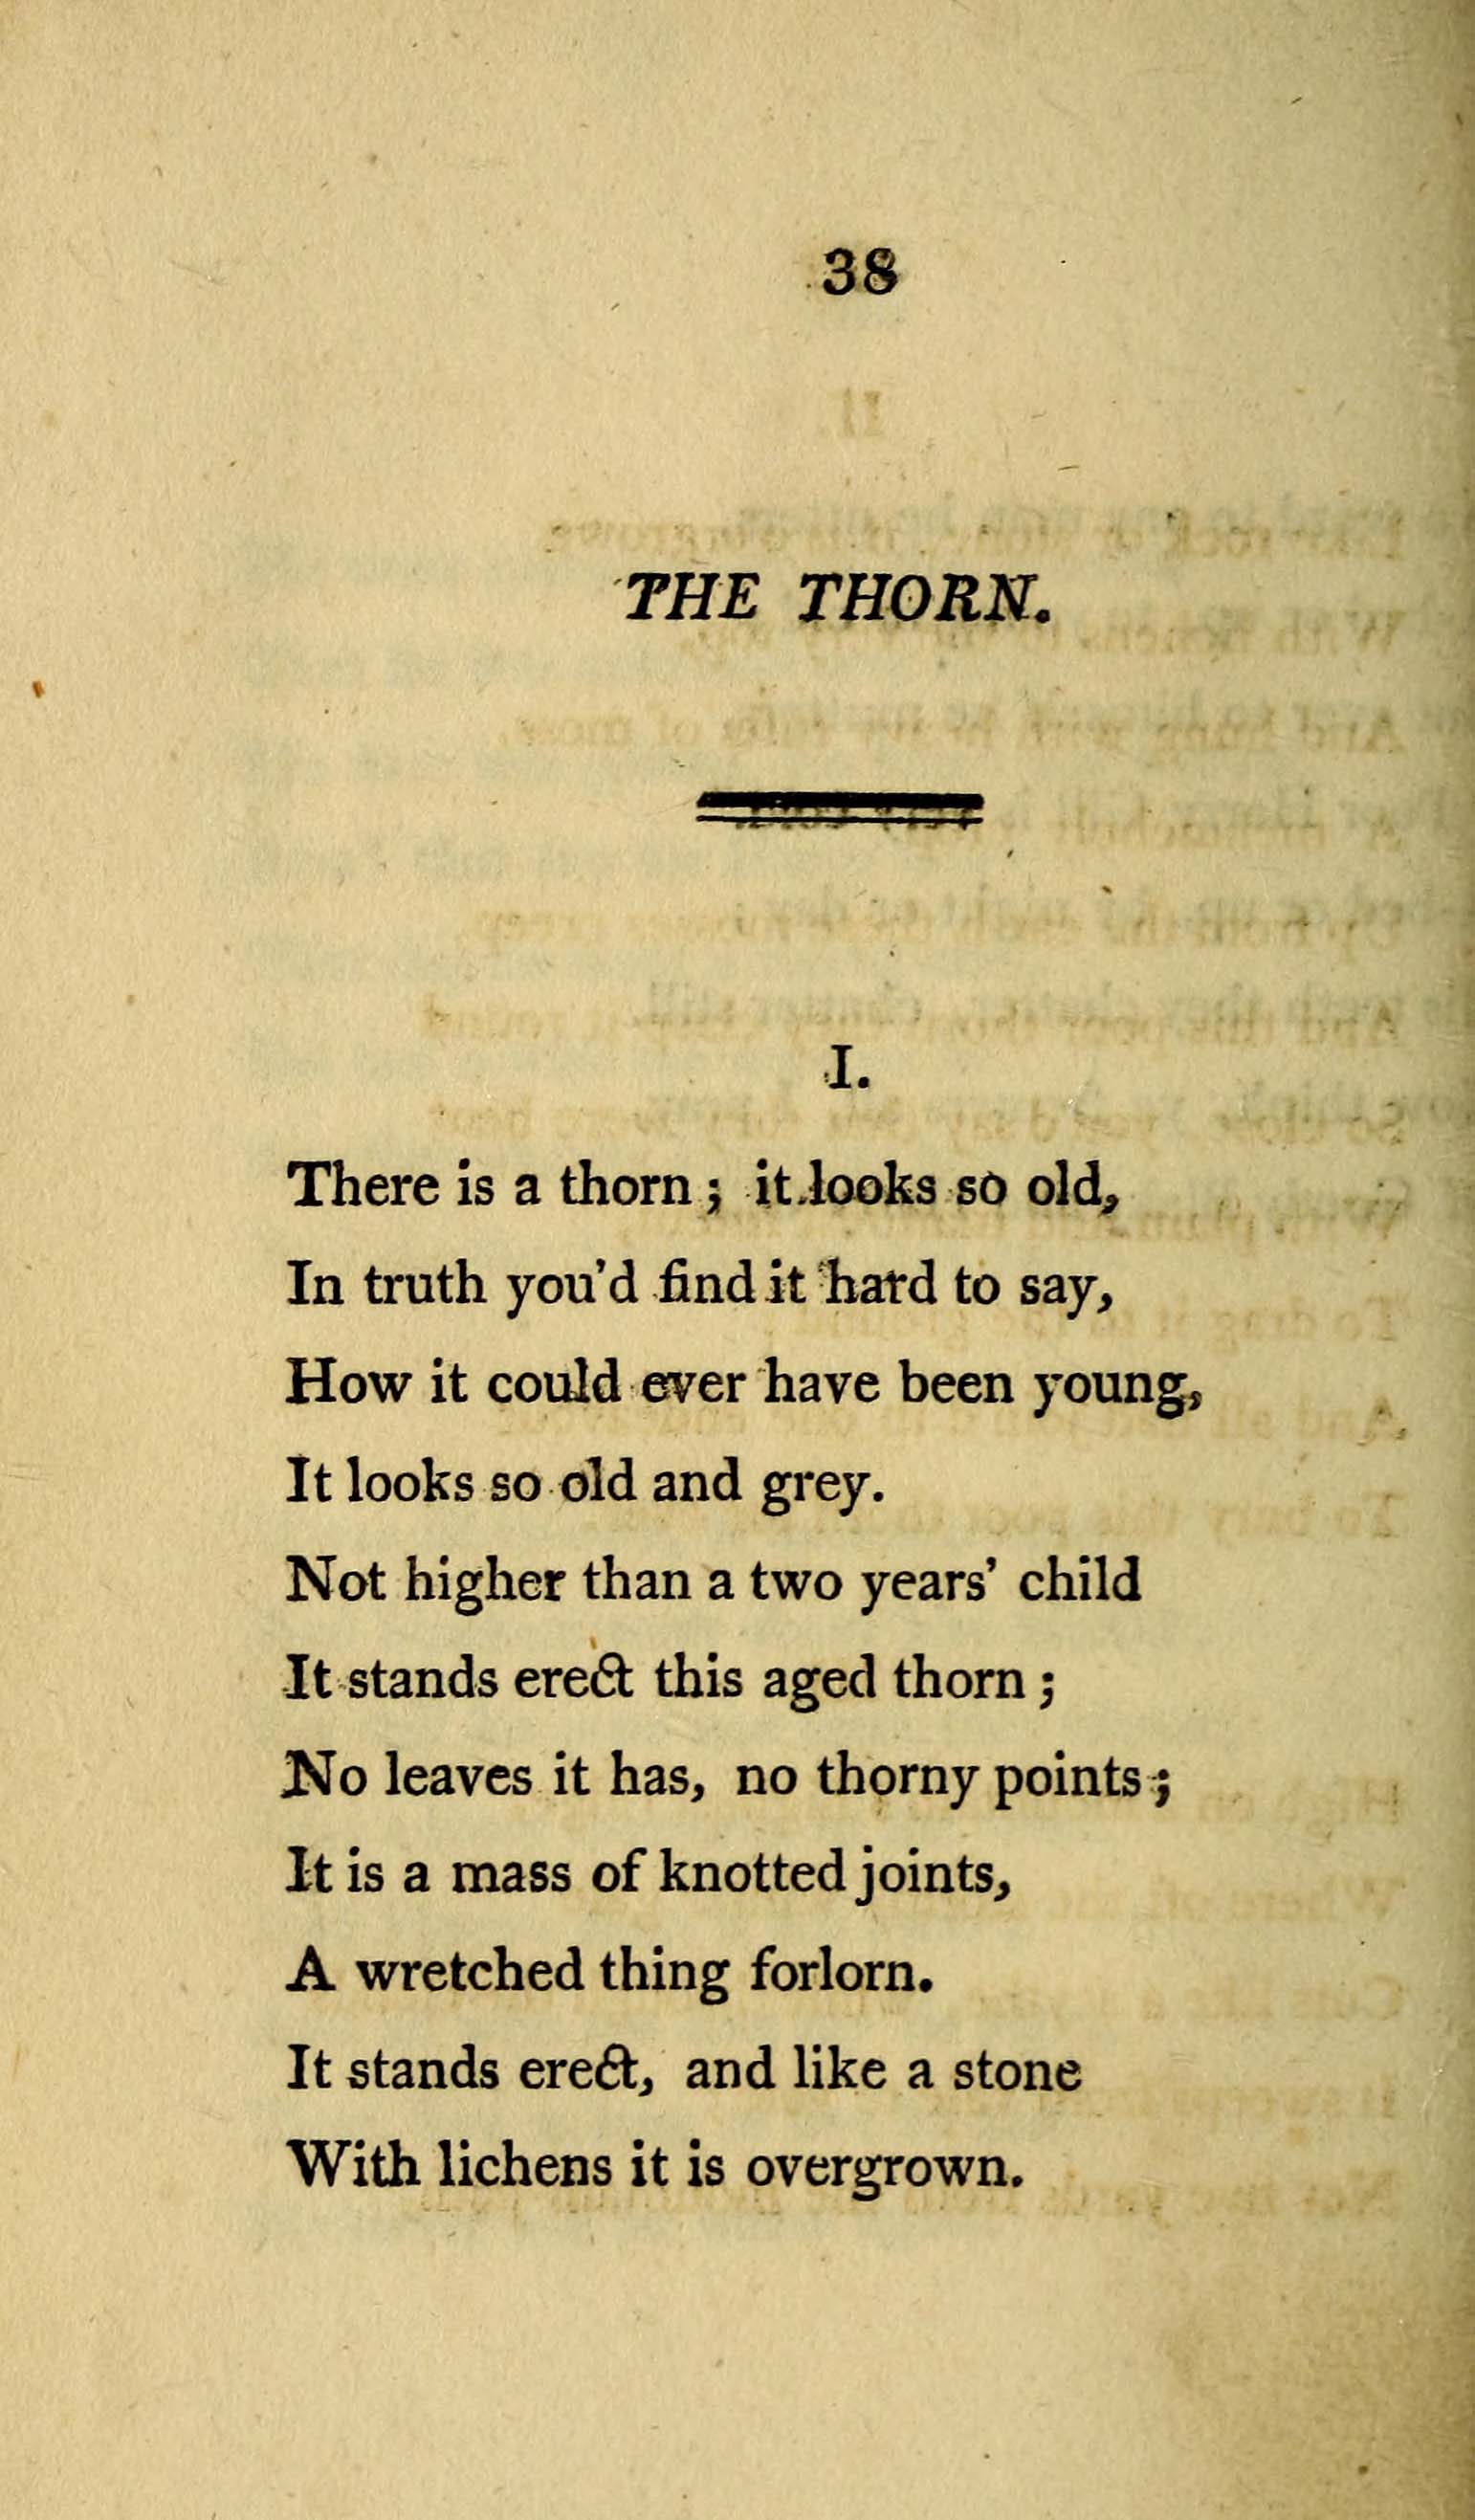 38
THE THORN.
I.
There is a thorn; it looks so old,
In truth you'd find it hard to say,
How it could ever have been young,
It looks so old and grey.
Not higher than a two years' child
It stands erect this aged thorn;
No leaves it has, no thorny points;
It is a mass of knotted joints,
A wretched thing forlorn.
It stands erect, and like a stone
With lichens it is overgrown.